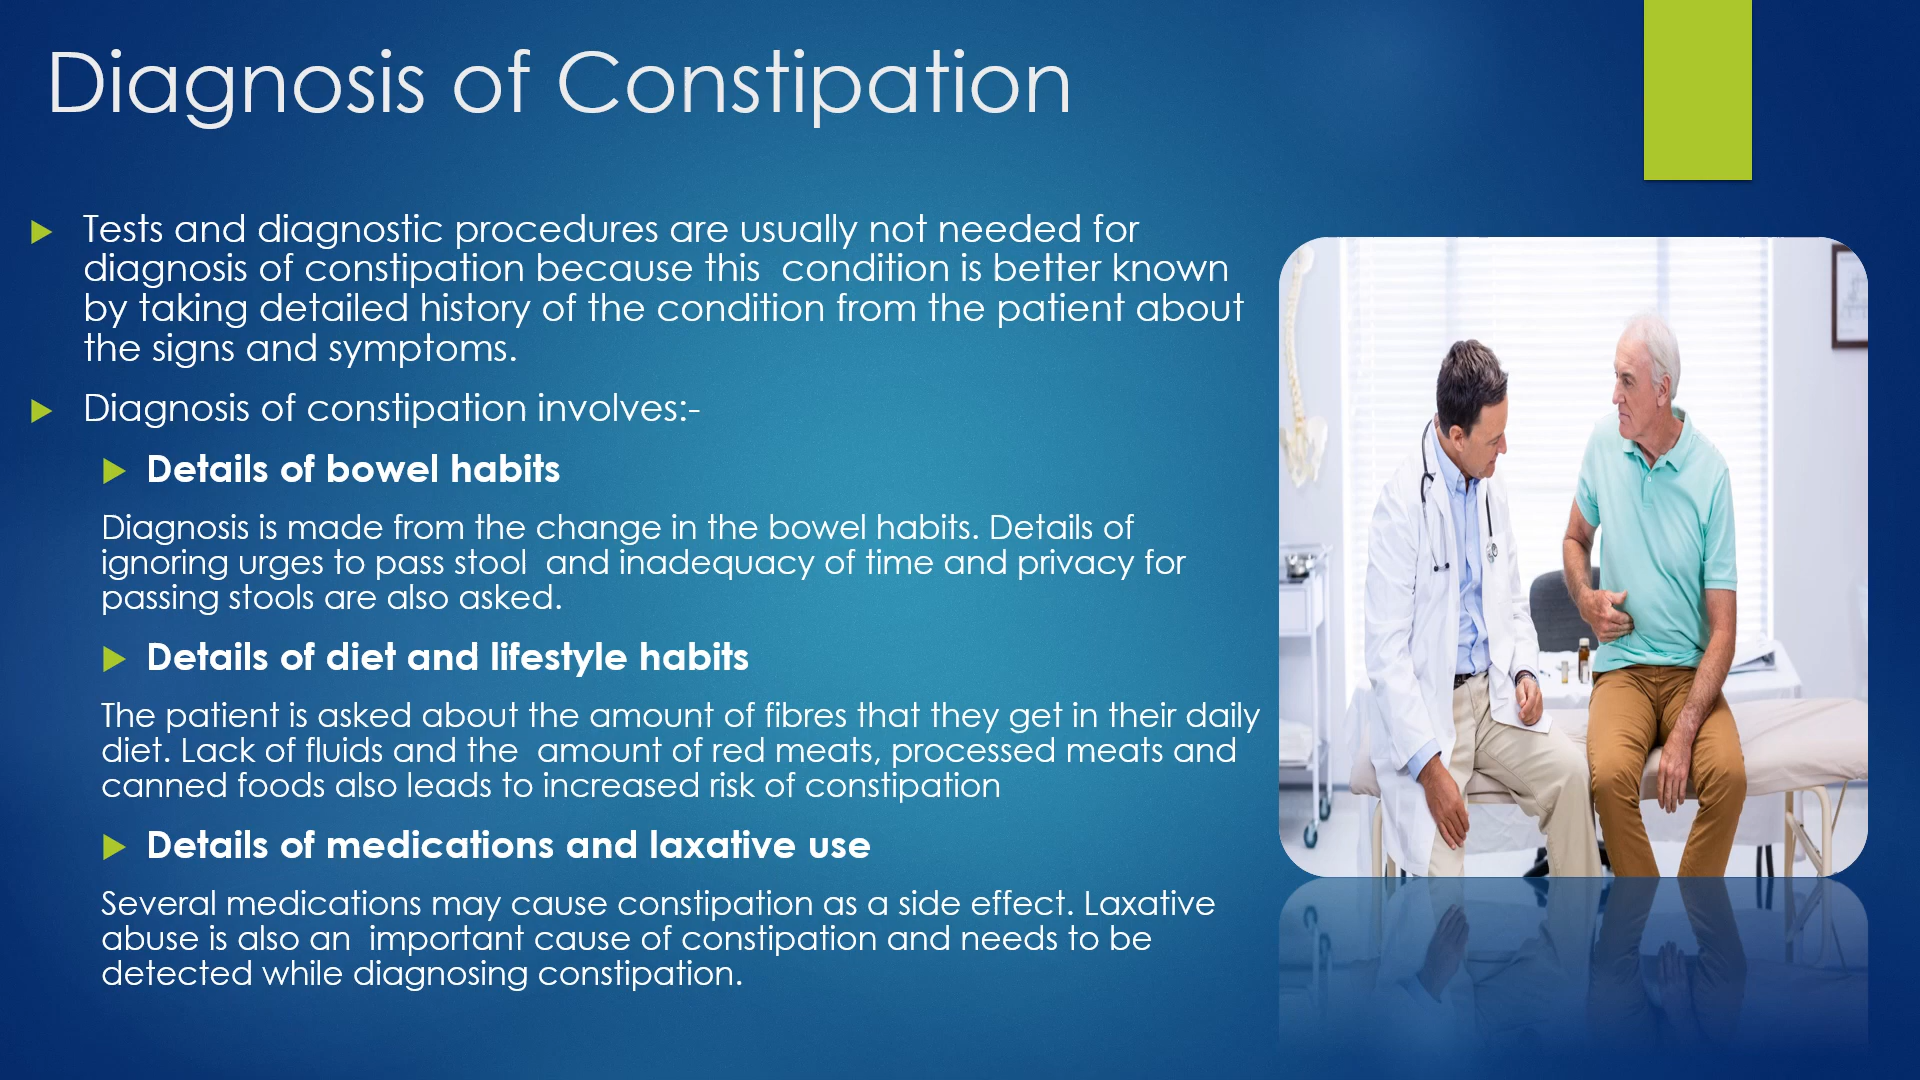 Diagnosis of Constipation
Tests and diagnostic procedures are usually not needed for
diagnosis of constipation because this  condition is better known
by taking detailed history of the condition from the patient about
the signs and symptoms.
Diagnosis of constipation involves:-
Details of bowel habits
Diagnosis is made from the change in the bowel habits. Details of
ignoring urges to pass stool  and inadequacy of time and privacy for
passing stools are also asked.
Details of diet and lifestyle habits
The patient is asked about the amount of fibres that they get in their daily
diet. Lack of fluids and the  amount of red meats, processed meats and
canned foods also leads to increased risk of constipation
Details of medications and laxative use
Several medications may cause constipation as a side effect. Laxative
abuse is also an  important cause of constipation and needs to be
detected while diagnosing constipation.